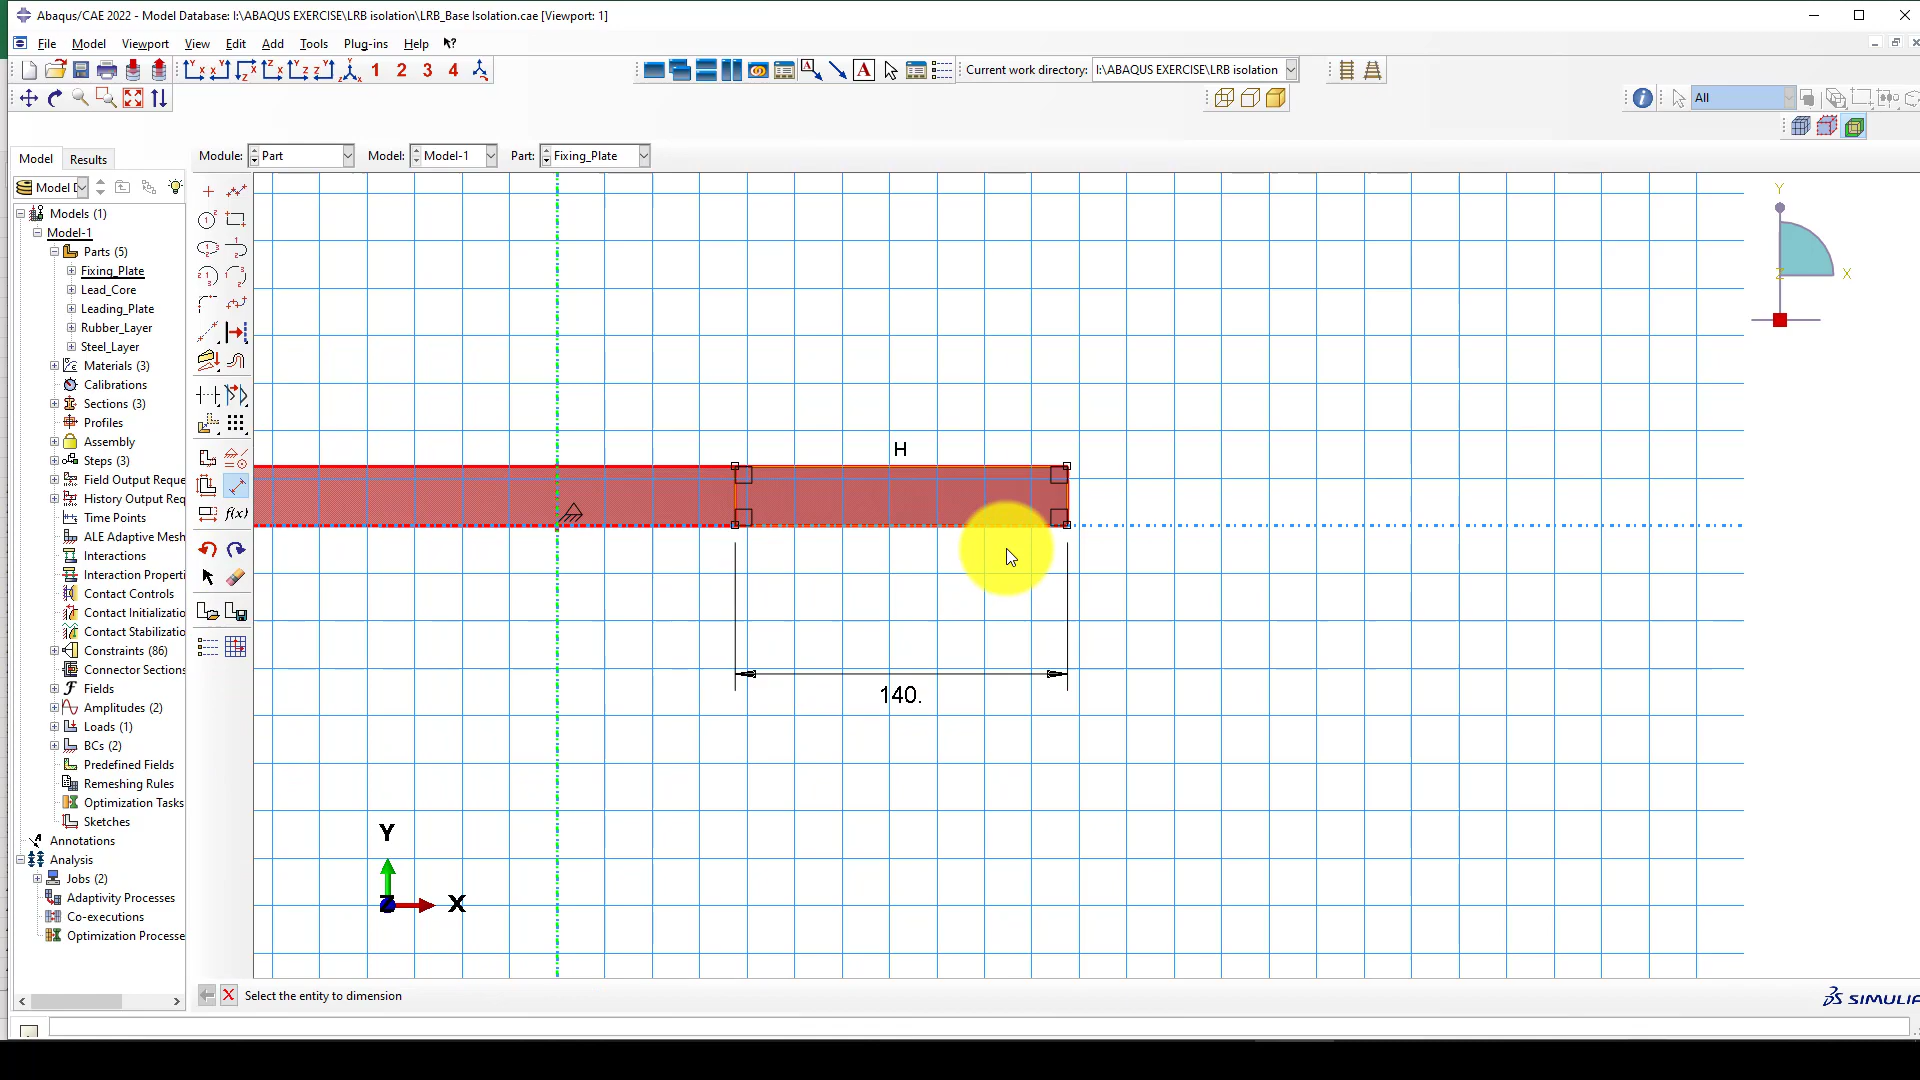 Abaqus/CAE 2022 - Model Database: I:\ABAQUS EXERCISE\LRB isolation\LRB_Base Isolation.cae [Viewport: 1]
File Model Viewport View Edit Add Tools Plug-ins Help
1 2 3 4 A A Current work directory: I:\ABAQUS EXERCISE\LRB isolation
All
Model Results Module: Part Model: Model-1 Part: Fixing_Plate
Model D
Models (1)
Model-1
Parts (5)
Fixing_Plate
Lead_Core
Leading_Plate
Rubber_Layer
Steel_Layer
Materials (3)
Calibrations
Sections (3)
Profiles
Assembly
Steps (3)
Field Output Reque
History Output Req
Time Points
ALE Adaptive Mesh
Interactions
Interaction Properti
Contact Controls
Contact Initializatio
Contact Stabilizatio
Constraints (86)
Connector Sections
Fields
Amplitudes (2)
Loads (1)
BCs (2)
Predefined Fields
Remeshing Rules
Optimization Tasks
Sketches
Annotations
Analysis
Jobs (2)
Adaptivity Processes
Co-executions
Optimization Processe
f(x)
Y
Z
X
H
140.
Y
Z
X
Select the entity to dimension
SIMULIA